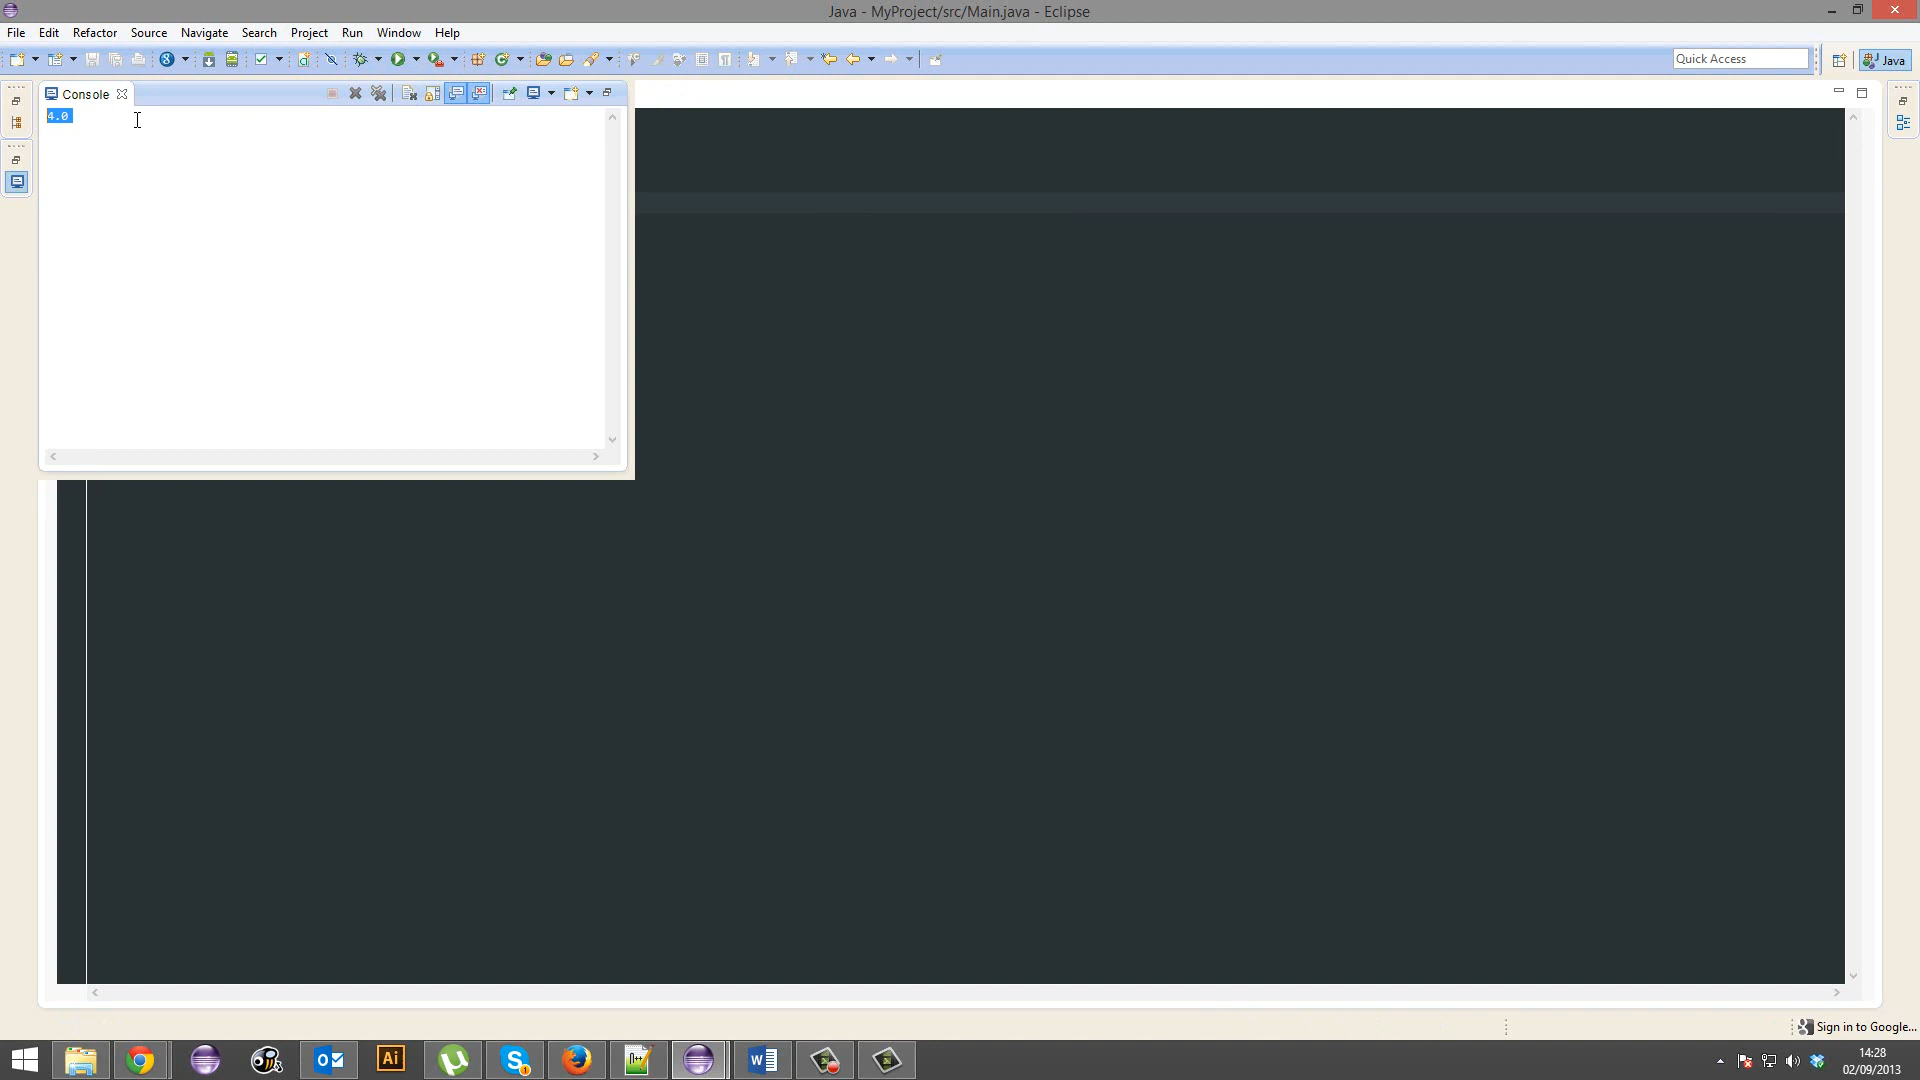 Java - MyProject/src/Main.java - Eclipse
File Edit Refactor Source Navigate Search Project Run Window Help
Quick Access
Java
Console
4.0
Sign in to Google...
14:28
02/09/2013